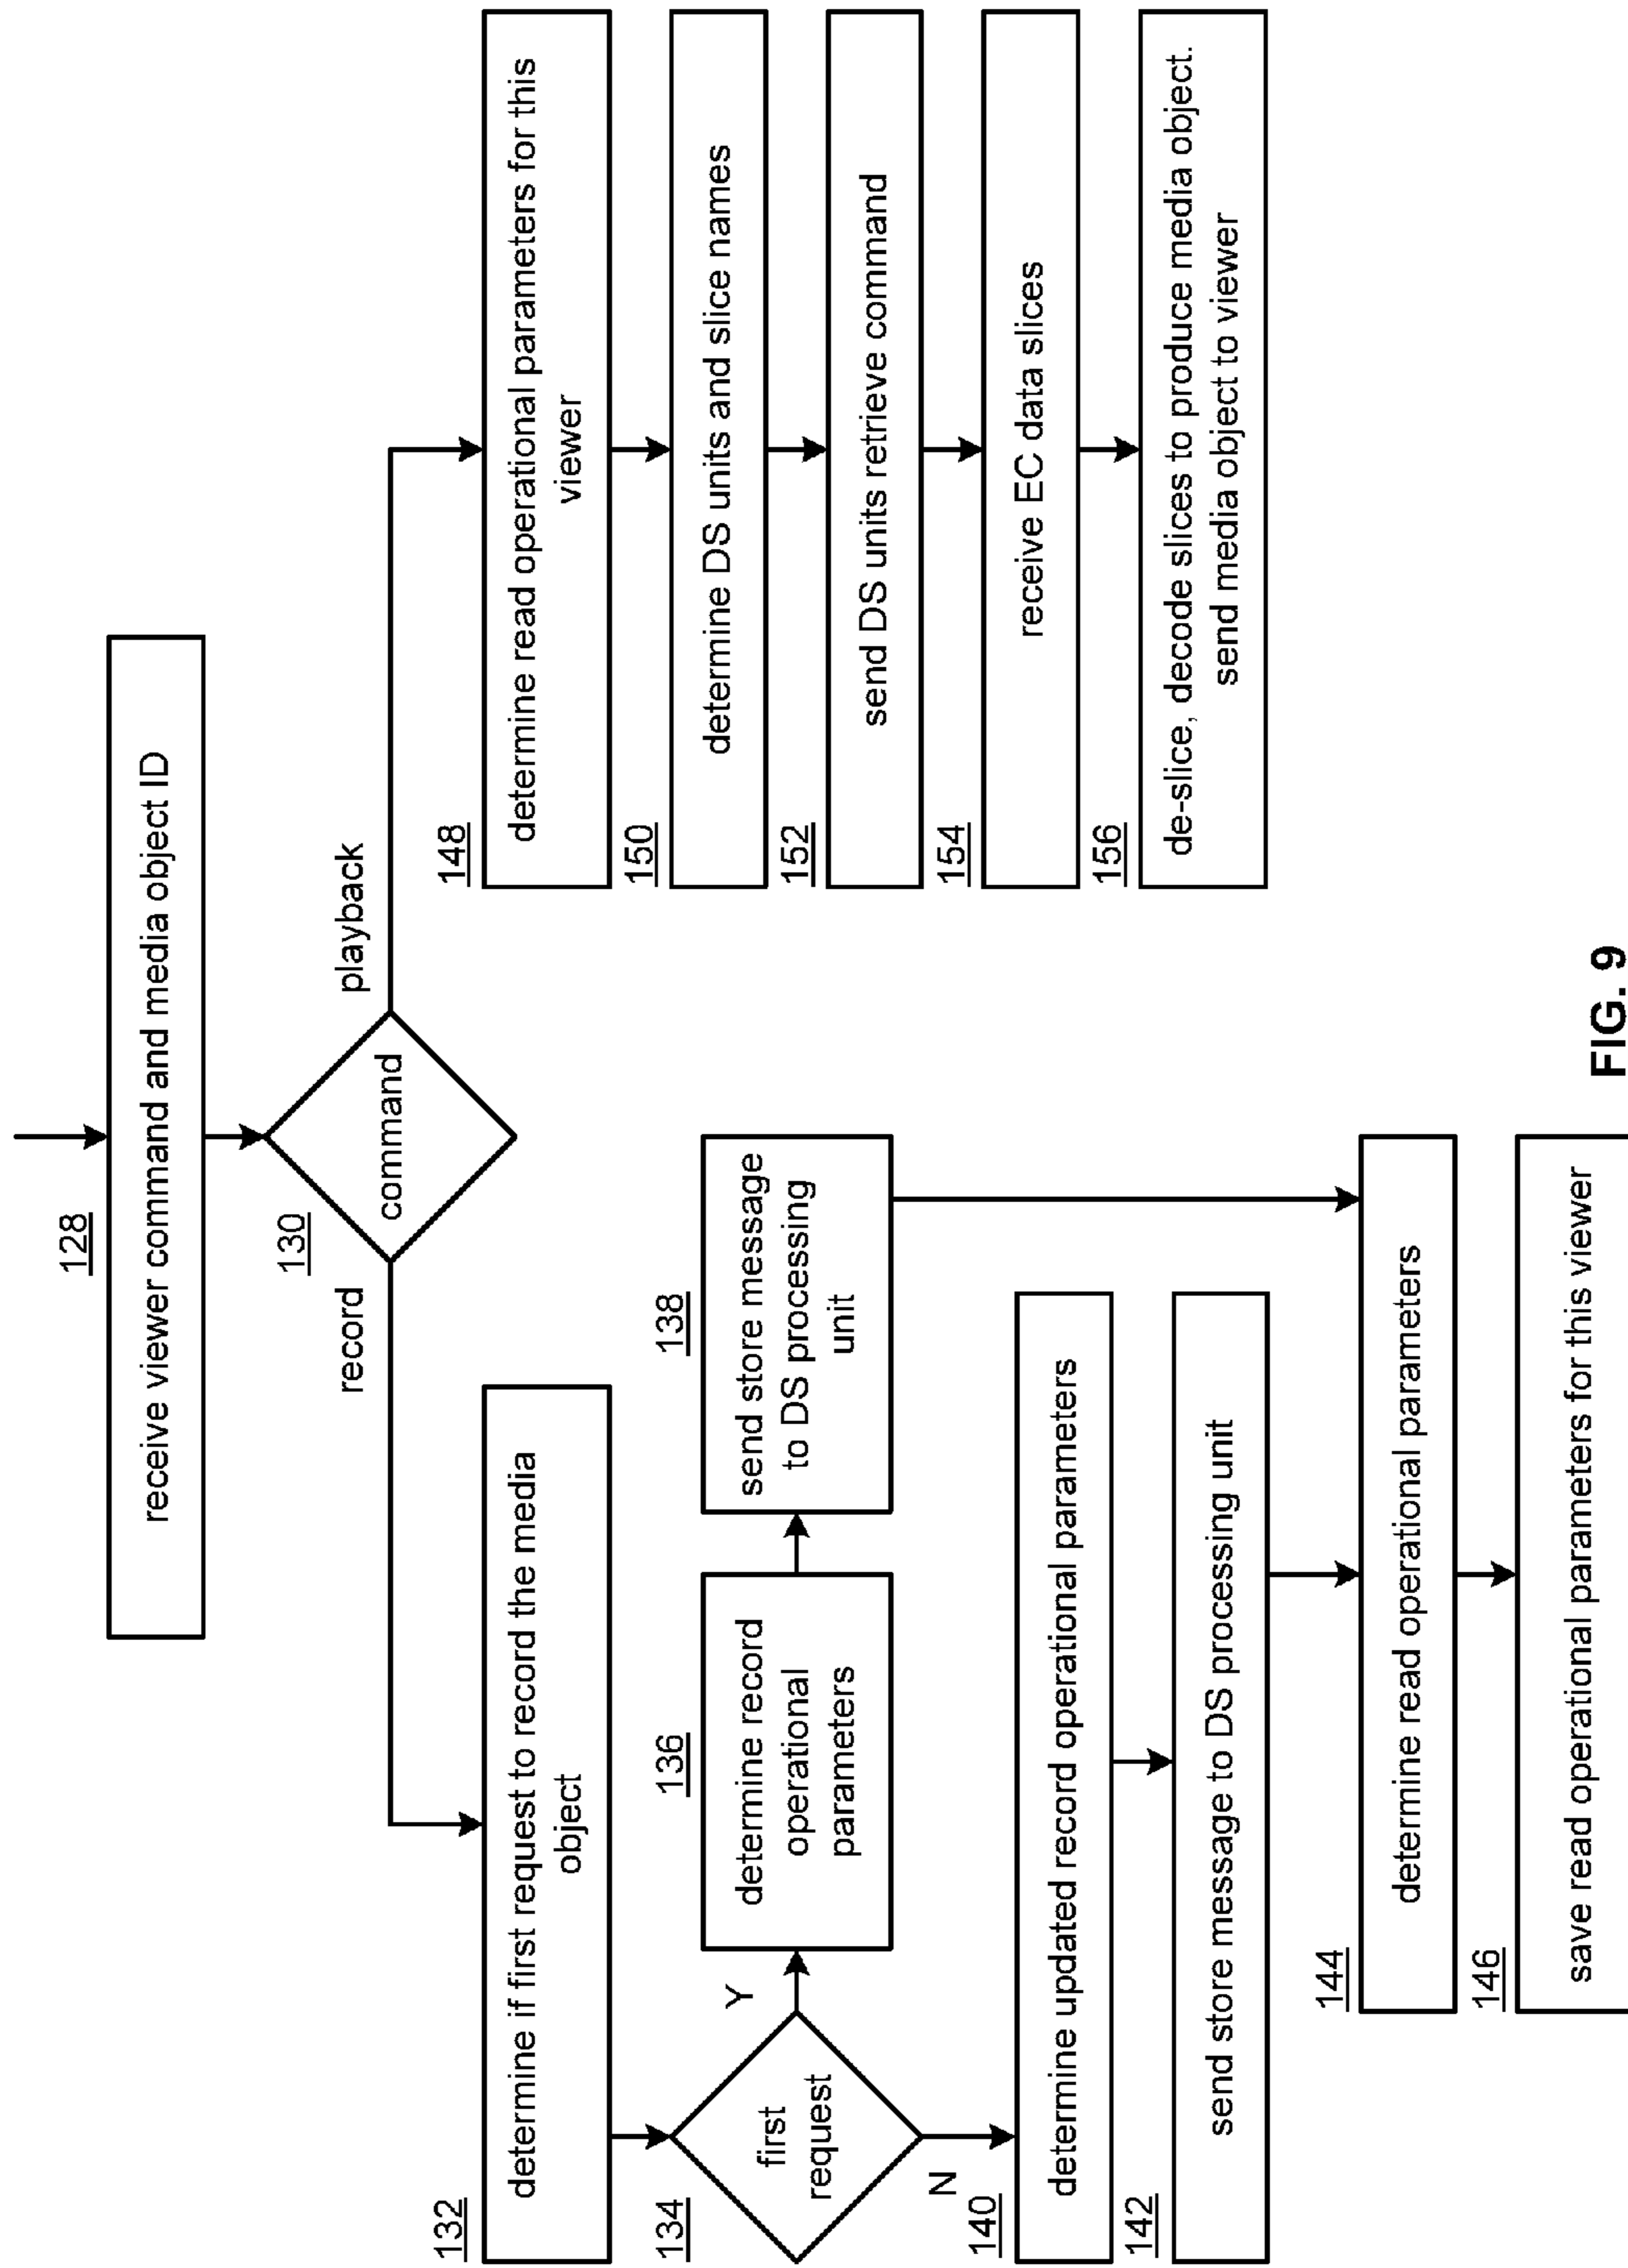 128
receive viewer command and media object ID
130
command
record
playback
132
determine if first request to record the media
object
134
first
request
Y
N
136
determine record
operational
parameters
138
send store message
to DS processing
unit
140
determine updated record operational parameters
142
send store message to DS processing unit
144
determine read operational parameters
146
save read operational parameters for this viewer
148
determine read operational parameters for this
viewer
150
determine DS units and slice names
152
send DS units retrieve command
154
receive EC data slices
156
de-slice, decode slices to produce media object.
send media object to viewer
FIG. 9